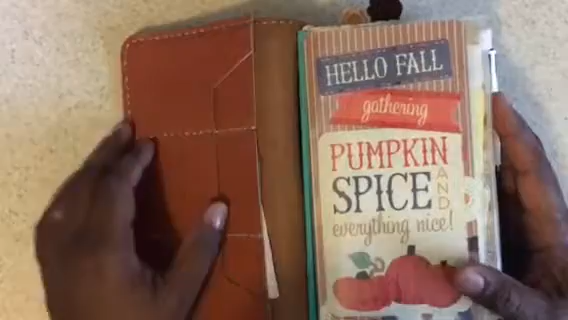 HELLO FALL
gathering
PUMPKIN
SPICE AND
everything nice!